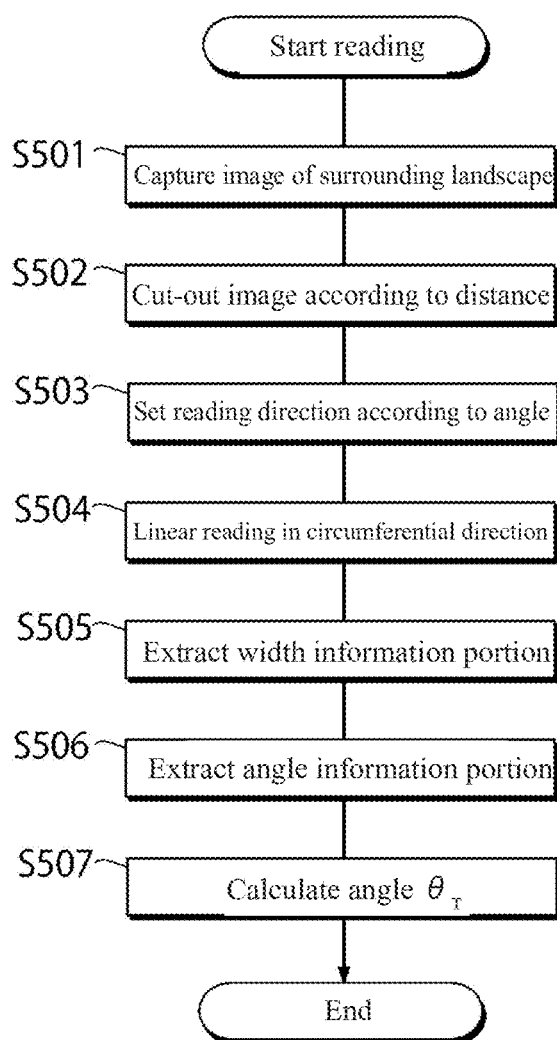 Start reading
S501
Capture image of surrounding landscape
S502
Cut-out image according to distance
S503
Set reading direction according to angle
S504
Linear reading in circumferential direction
S505
Extract width information portion
S506
Extract angle information portion
S507
Calculate angle θT
End